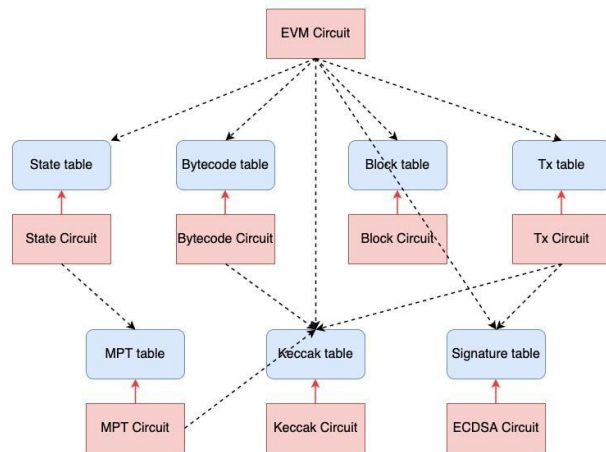 EVM Circuit
State table
Bytecode table
Block table
Tx table
State Circuit
Bytecode Circuit
Block Circuit
Tx Circuit
MPT table
Keccak table
Signature table
MPT Circuit
Keccak Circuit
ECDSA Circuit